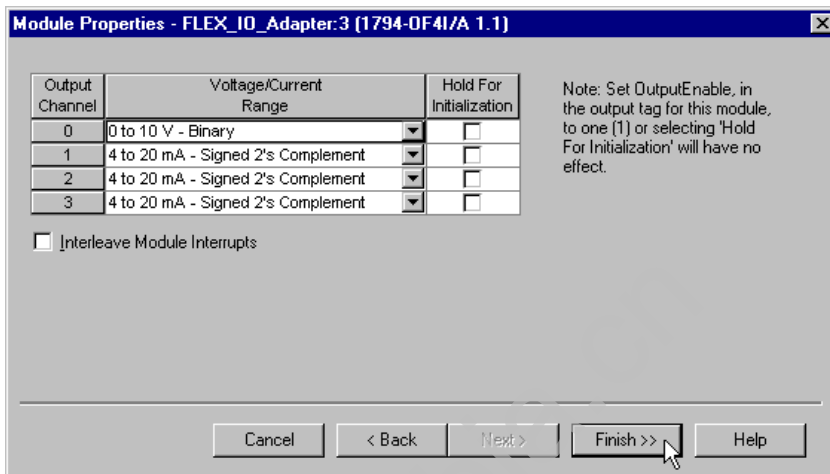 Module Properties - FLEX_IO_Adapter:3 (1794-OF4I/A 1.1)
Output Channel
Voltage/Current Range
Hold For Initialization
0
0 to 10 V - Binary
1
4 to 20 mA - Signed 2's Complement
2
4 to 20 mA - Signed 2's Complement
3
4 to 20 mA - Signed 2's Complement
Note: Set OutputEnable, in
the output tag for this module,
to one (1) or selecting 'Hold
For Initialization' will have no
effect.
Interleave Module Interrupts
Cancel
< Back
Next >
Finish >>
Help